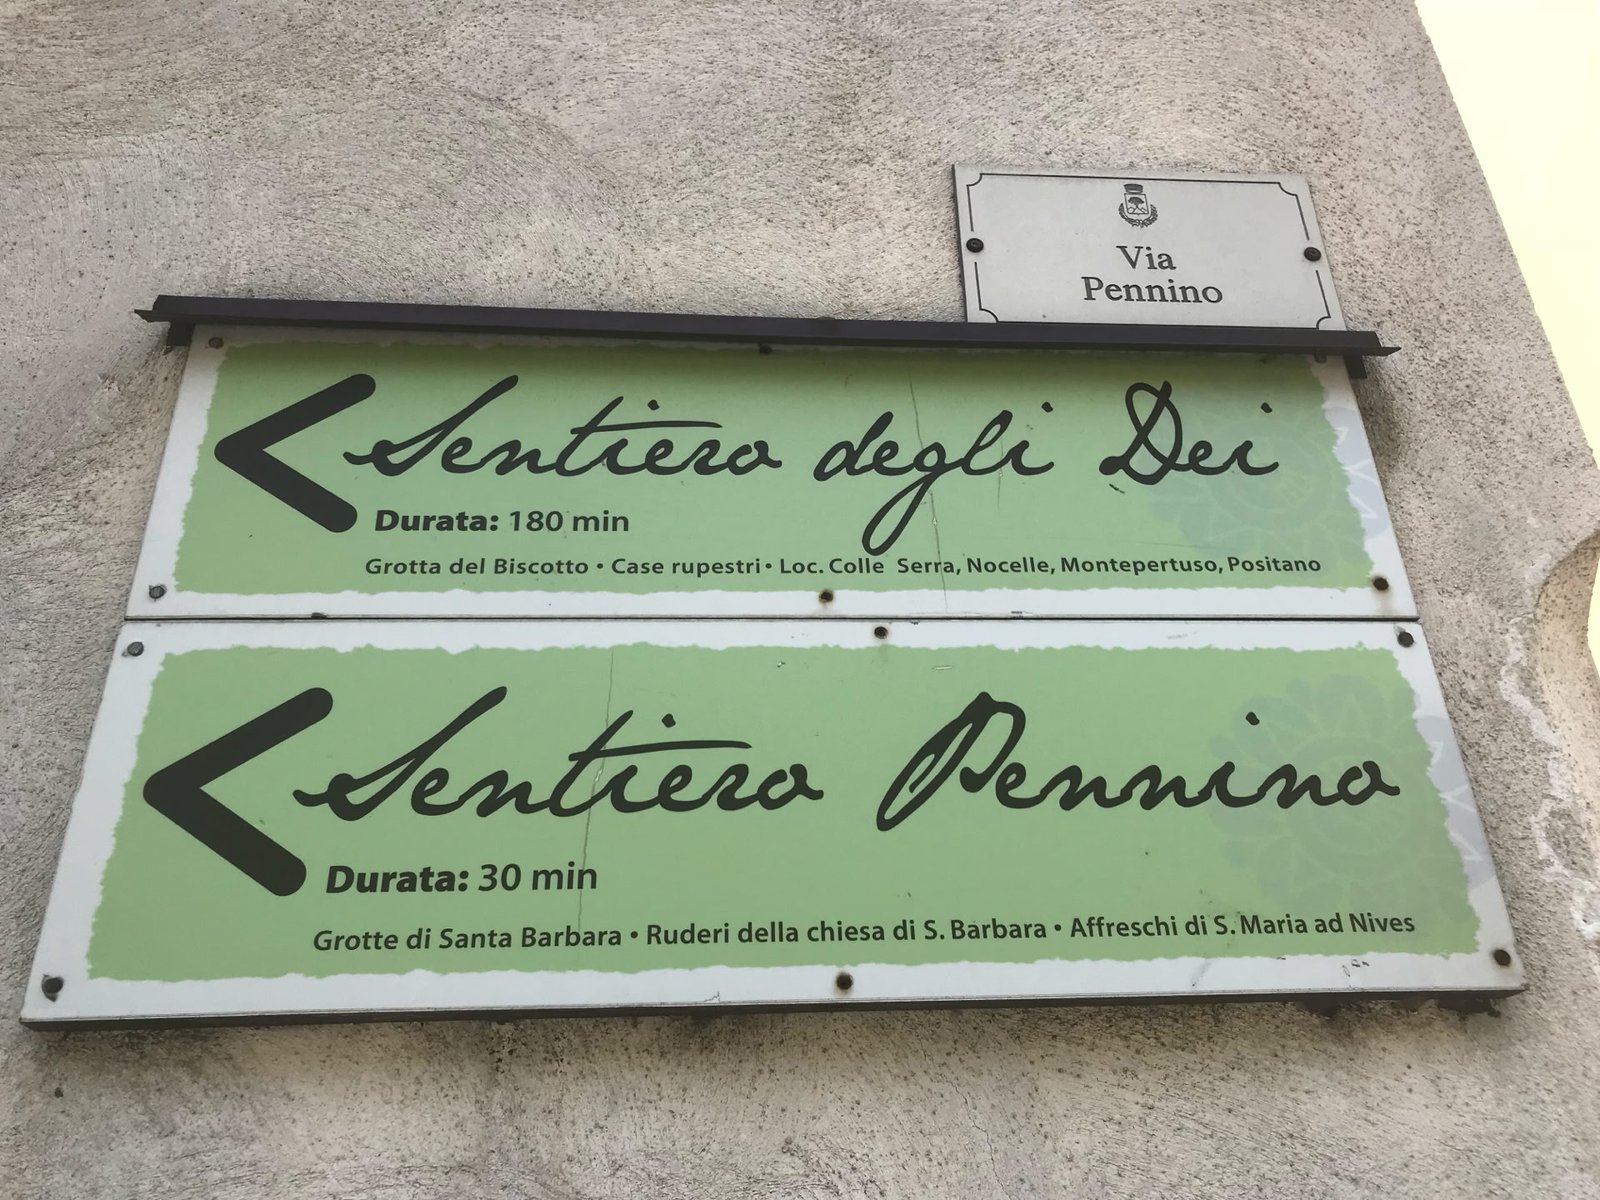 Via
Pennino
Sentiero degli Dei
Durata: 180 min
Grotta del Biscotto • Case rupestri • Loc. Colle Serra, Nocelle, Montepertuso, Positano
Sentiero Pennino
Durata: 30 min
Grotte di Santa Barbara • Ruderi della chiesa di S. Barbara • Affreschi di S. Maria ad Nives